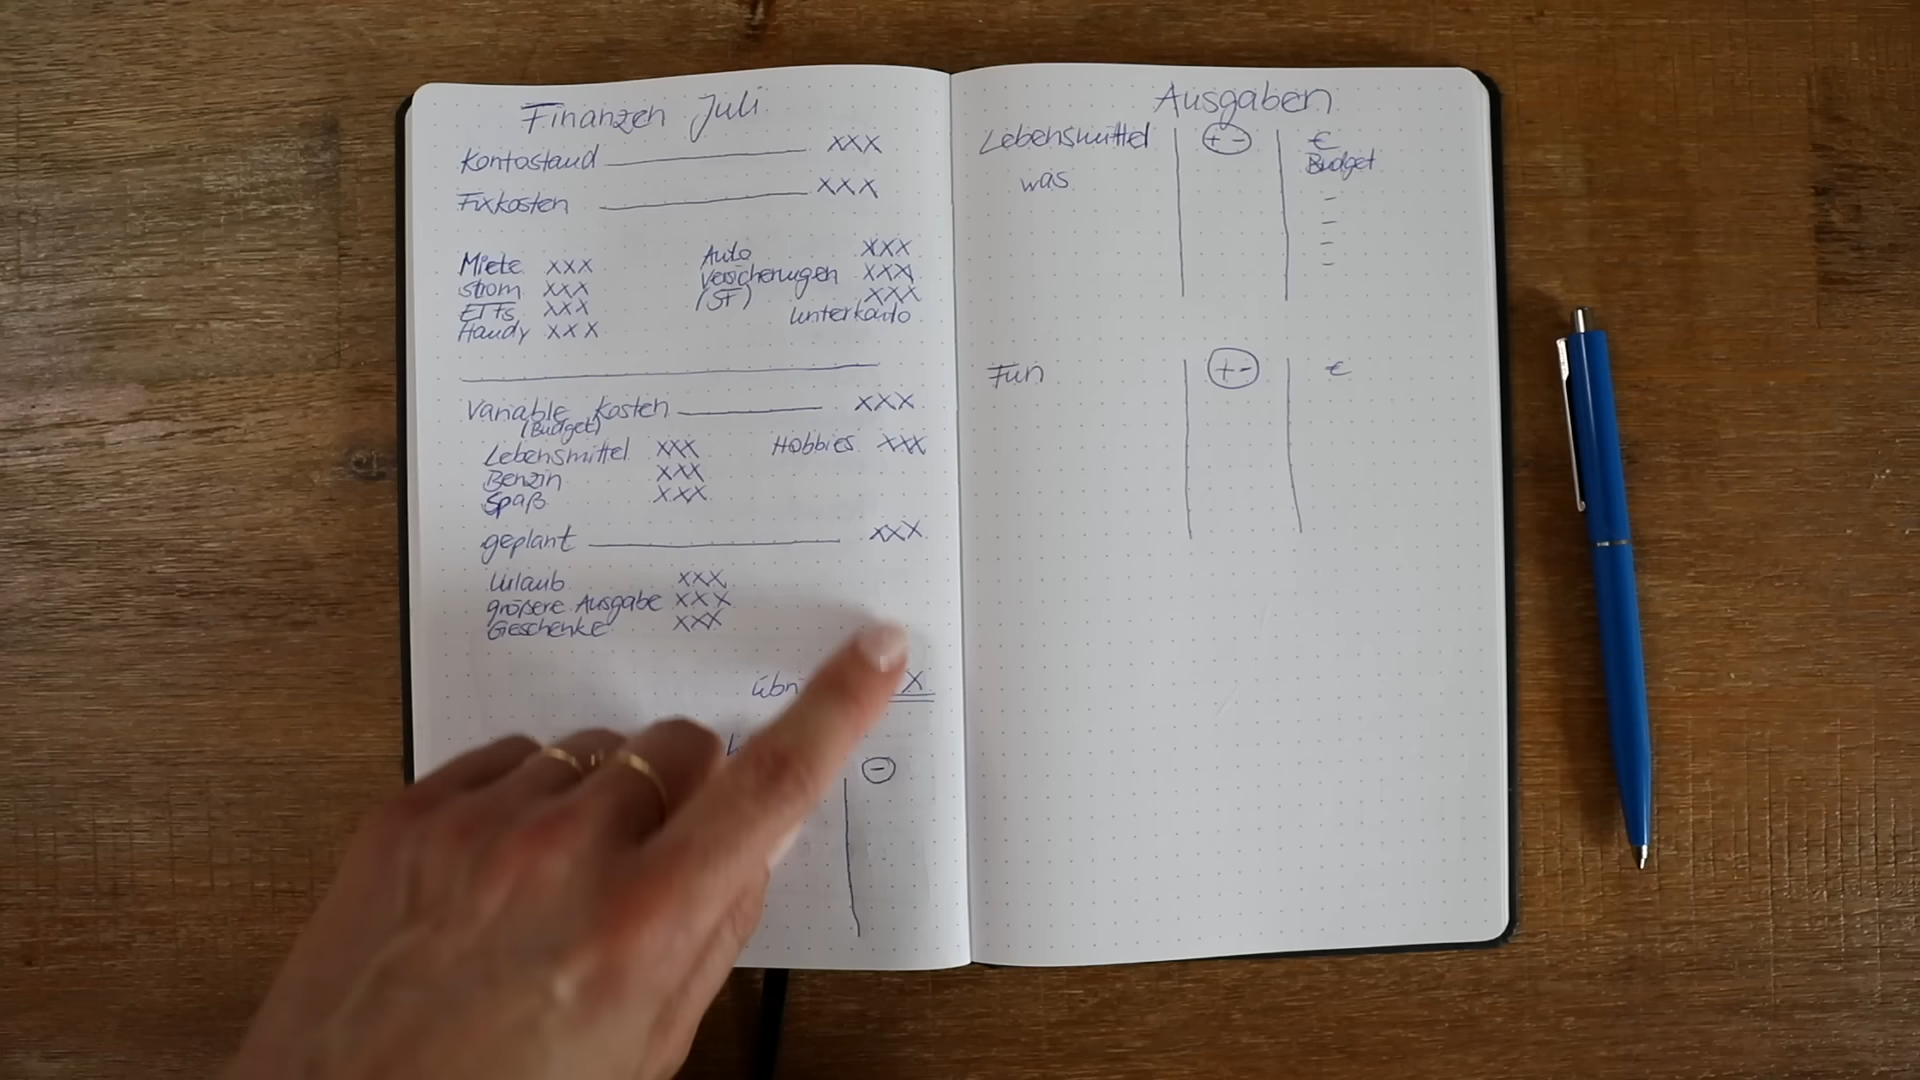 Finanzen Juli
Kontostand XXX
Fixkosten XXX
Miete XXX
Strom XXX
ETFs XXX
Handy XXX
Auto XXX
Versicherungen XXX
(SF) XXX
Unterkonto
Variable Kosten XXX
(Budget)
Lebensmittel XXX
Benzin XXX
Spaß XXX
Hobbies XXX
geplant XXX
Urlaub XXX
größere Ausgabe XXX
Geschenke XXX
-
Ausgaben
Lebensmittel + - €
Budget
was
-
-
-
-
Fun + - €